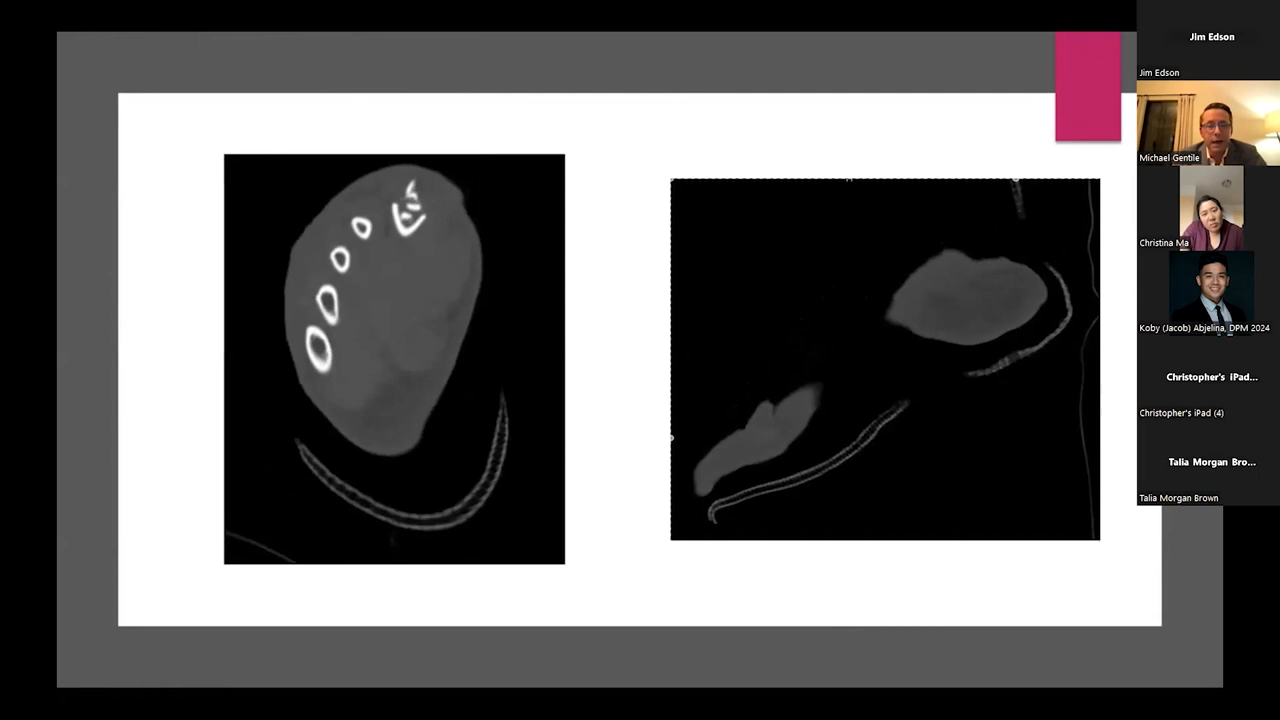 Jim Edson
Jim Edson
Michael Gentile
Christina Ma
Koby (Jacob) Abjelina, DPM 2024
Christopher's iPad...
Christopher's iPad (4)
Talia Morgan Bro...
Talia Morgan Brown